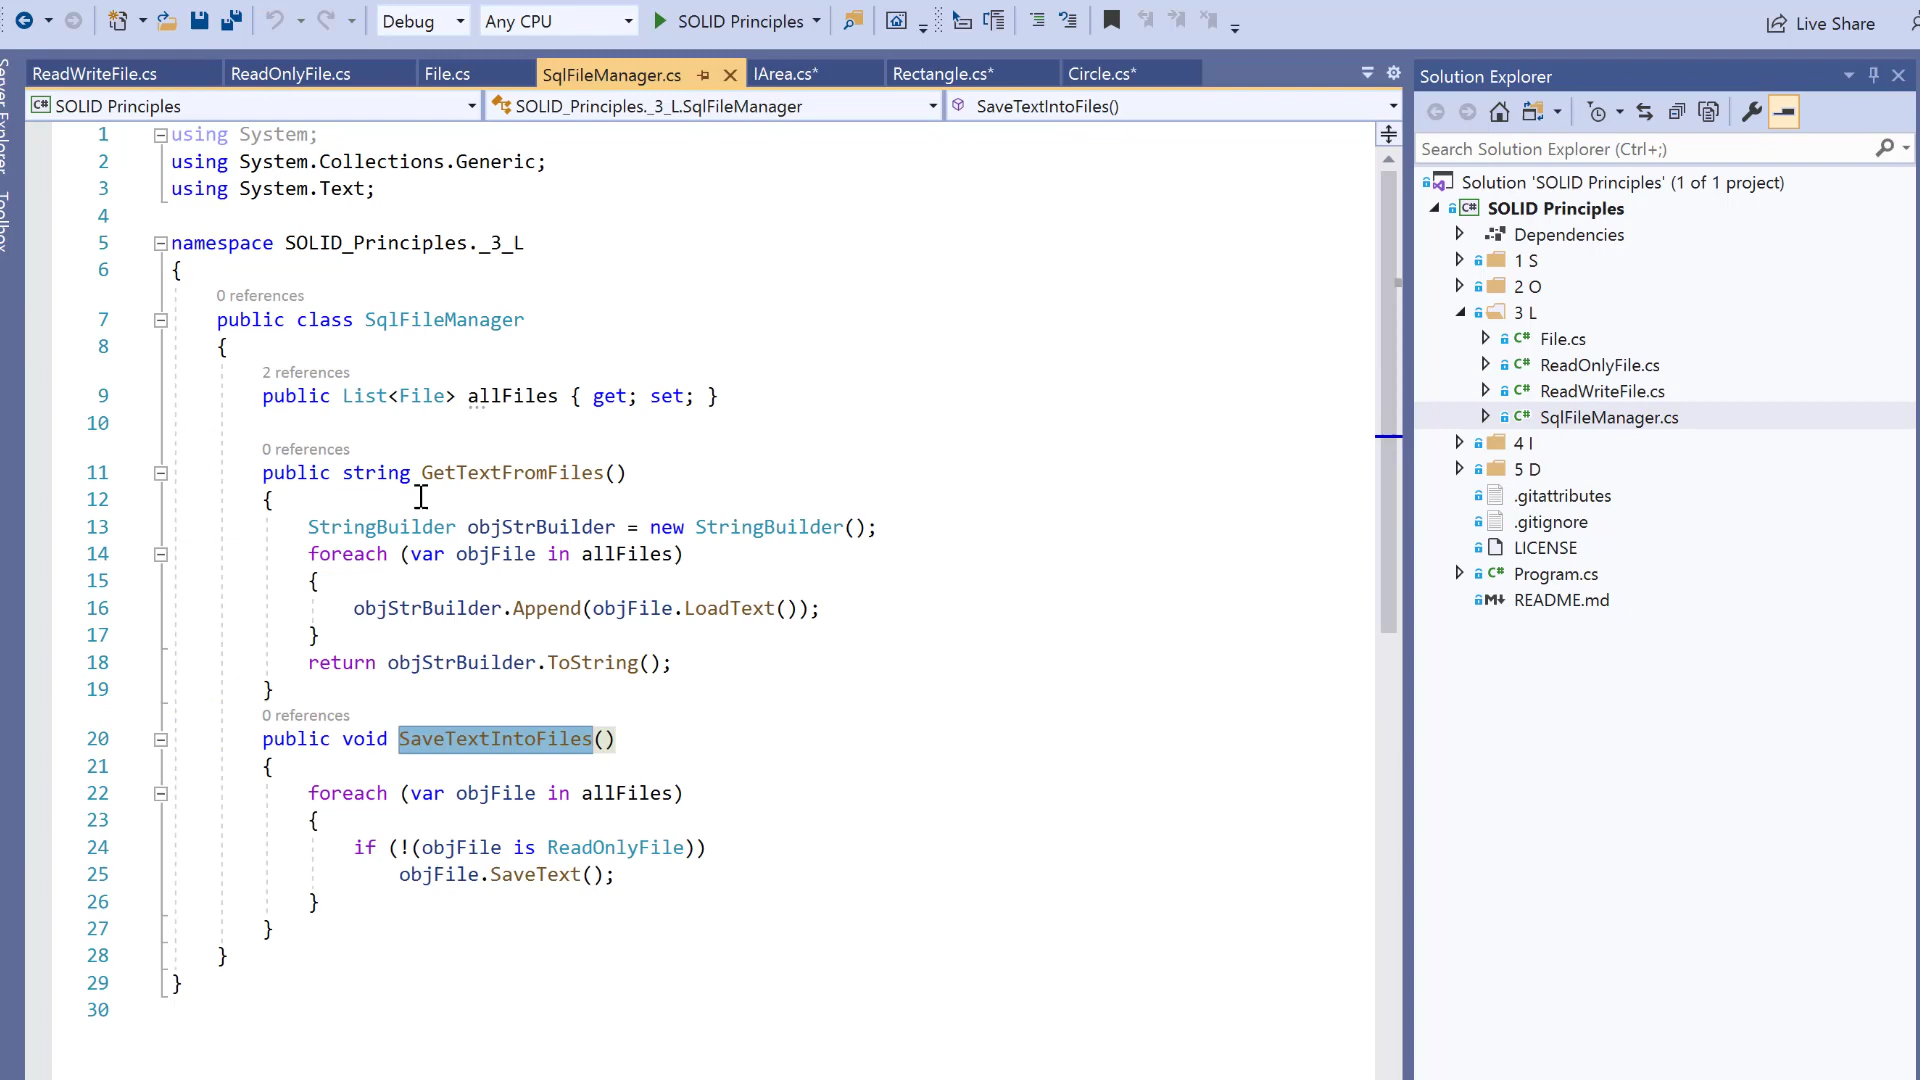 Debug
Any CPU
SOLID Principles
Live Share
Server Explorer
Toolbox
ReadWriteFile.cs
ReadOnlyFile.cs
File.cs
SqlFileManager.cs
IArea.cs*
Rectangle.cs*
Circle.cs*
C# SOLID Principles
SOLID_Principles._3_L.SqlFileManager
SaveTextIntoFiles()
1 using System;
2 using System.Collections.Generic;
3 using System.Text;
4
5 namespace SOLID_Principles._3_L
6 {
0 references
7 public class SqlFileManager
8 {
2 references
9 public List<File> allFiles { get; set; }
10
0 references
11 public string GetTextFromFiles()
12 {
13 StringBuilder objStrBuilder = new StringBuilder();
14 foreach (var objFile in allFiles)
15 {
16 objStrBuilder.Append(objFile.LoadText());
17 }
18 return objStrBuilder.ToString();
19 }
0 references
20 public void SaveTextIntoFiles()
21 {
22 foreach (var objFile in allFiles)
23 {
24 if (!(objFile is ReadOnlyFile))
25 objFile.SaveText();
26 }
27 }
28 }
29 }
30
Solution Explorer
Search Solution Explorer (Ctrl+;)
Solution 'SOLID Principles' (1 of 1 project)
C# SOLID Principles
Dependencies
1 S
2 O
3 L
C# File.cs
C# ReadOnlyFile.cs
C# ReadWriteFile.cs
C# SqlFileManager.cs
4 I
5 D
.gitattributes
.gitignore
LICENSE
C# Program.cs
M↓ README.md